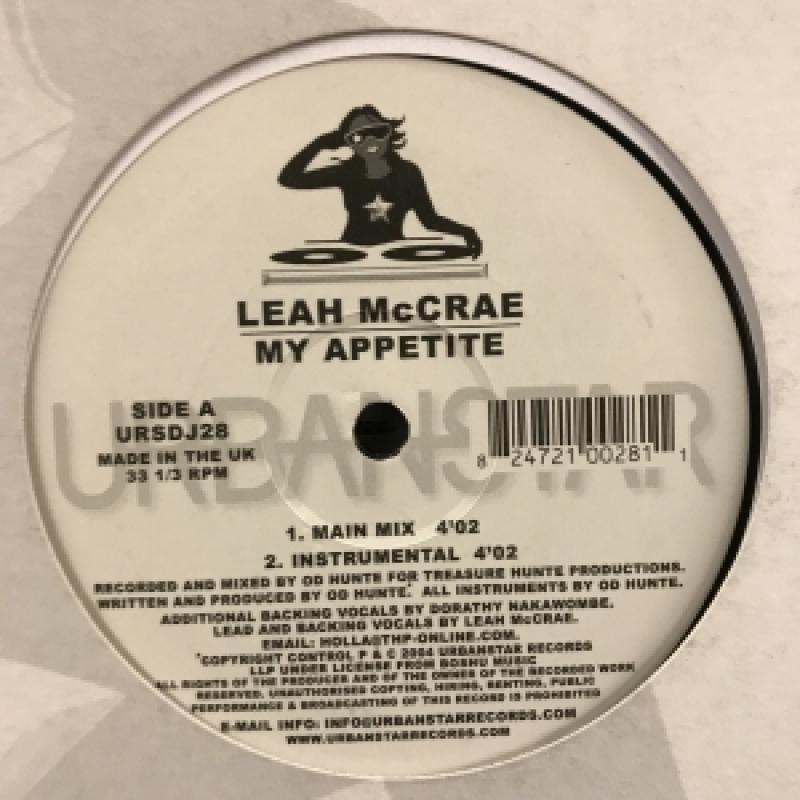 LEAH McCRAE
MY APPETITE
URBANSTAR
SIDE A
URSDJ28
MADE IN THE UK
33 1/3 RPM
8 24721 00281 1
1. MAIN MIX 4'02
2. INSTRUMENTAL 4'02
RECORDED AND MIXED BY OD HUNTE FOR TREASURE HUNTE PRODUCTIONS.
WRITTEN AND PRODUCED BY OD HUNTE. ALL INSTRUMENTS BY OD HUNTE.
ADDITIONAL BACKING VOCALS BY DORATHY NAKAWOMBE.
LEAD AND BACKING VOCALS BY LEAH McCRAE.
EMAIL: HOLLA@THP-ONLINE.COM.
*COPYRIGHT CONTROL P & C 2004 URBANSTAR RECORDS
LLP UNDER LICENSE FROM BOSHU MUSIC
ALL RIGHTS OF THE PRODUCER AND OF THE OWNER OF THE RECORDED WORK
RESERVED. UNAUTHORISED COPYING, HIRING, RENTING, PUBLIC
PERFORMANCE & BROADCASTING OF THIS RECORD IS PROHIBITED
E-MAIL INFO: INFO@URBANSTARRECORDS.COM
WWW.URBANSTARRECORDS.COM